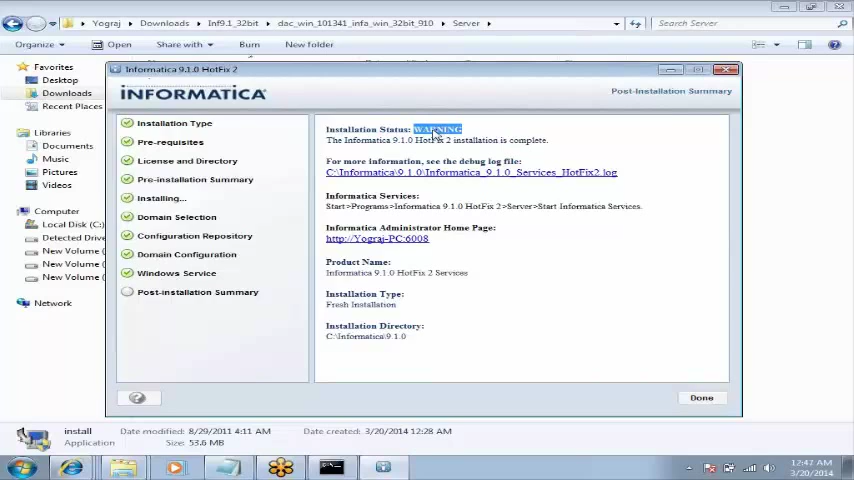 Yograj
Downloads
Inf9.1_32bit
dac_win_101341_infa_win_32bit_910
Server
Search Server
Organize
Open
Share with
Burn
New folder
Favorites
Desktop
Downloads
Recent Places
Libraries
Documents
Music
Pictures
Videos
Computer
Local Disk (C:)
Detected Drive
New Volume (
New Volume (
New Volume (
Network
Informatica 9.1.0 HotFix 2
INFORMATICA
Post-Installation Summary
Installation Type
Pre-requisites
License and Directory
Pre-installation Summary
Installing...
Domain Selection
Configuration Repository
Domain Configuration
Windows Service
Post-installation Summary
Installation Status: WARNING
The Informatica 9.1.0 HotFix 2 installation is complete.
For more information, see the debug log file:
C:\Informatica\9.1.0\Informatica_9.1.0_Services_HotFix2.log
Informatica Services:
Start>Programs>Informatica 9.1.0 HotFix 2>Server>Start Informatica Services.
Informatica Administrator Home Page:
http://Yograj-PC:6008
Product Name:
Informatica 9.1.0 HotFix 2 Services
Installation Type:
Fresh Installation
Installation Directory:
C:\Informatica\9.1.0
Done
install
Application
Date modified: 8/29/2011 4:11 AM
Size: 53.6 MB
Date created: 3/20/2014 12:28 AM
12:47 AM
3/20/2014